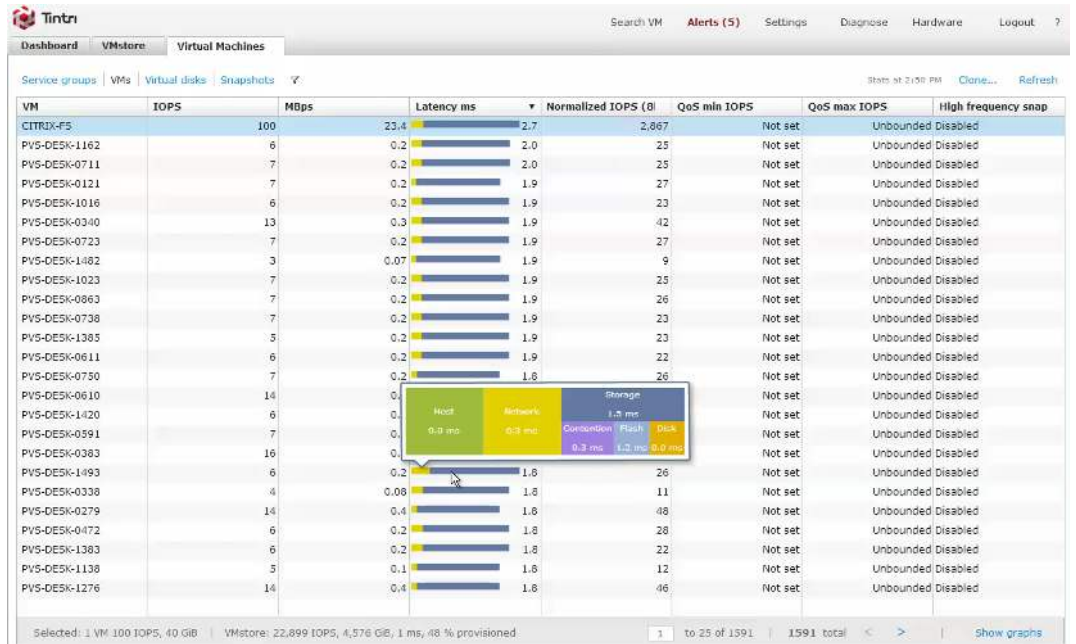 Tintri
Search VM Alerts (5) Settings Diagnose Hardware Logout ?
Dashboard VMstore Virtual Machines
Service groups VMs Virtual disks Snapshots Stats at 2:50 PM Clone... Refresh
VM IOPS MBps Latency ms Normalized IOPS (8 QoS min IOPS QoS max IOPS High frequency snap
CITRIX-FS 100 23.4 2.7 2,867 Not set Unbounded Disabled
PVS-DESK-1162 6 0.2 2.0 25 Not set Unbounded Disabled
PVS-DESK-0711 7 0.2 2.0 25 Not set Unbounded Disabled
PVS-DESK-0121 7 0.2 1.9 27 Not set Unbounded Disabled
PVS-DESK-1016 6 0.2 1.9 23 Not set Unbounded Disabled
PVS-DESK-0340 13 0.3 1.9 42 Not set Unbounded Disabled
PVS-DESK-0723 7 0.2 1.9 27 Not set Unbounded Disabled
PVS-DESK-1482 3 0.07 1.9 9 Not set Unbounded Disabled
PVS-DESK-1023 7 0.2 1.9 25 Not set Unbounded Disabled
PVS-DESK-0863 7 0.2 1.9 26 Not set Unbounded Disabled
PVS-DESK-0738 7 0.2 1.9 23 Not set Unbounded Disabled
PVS-DESK-1385 5 0.2 1.9 23 Not set Unbounded Disabled
PVS-DESK-0611 6 0.2 1.9 22 Not set Unbounded Disabled
PVS-DESK-0750 7 0.2 1.8 26 Not set Unbounded Disabled
PVS-DESK-0610 14 0. Not set Unbounded Disabled
PVS-DESK-1420 6 0. Not set Unbounded Disabled
PVS-DESK-0591 7 0. Not set Unbounded Disabled
PVS-DESK-0383 16 0. Not set Unbounded Disabled
Host 0.0 ms Network 0.3 ms Storage 1.5 ms
Contention 0.3 ms Flash 1.2 ms Disk 0.0 ms
PVS-DESK-1493 6 0.2 1.8 26 Not set Unbounded Disabled
PVS-DESK-0338 4 0.08 1.8 11 Not set Unbounded Disabled
PVS-DESK-0279 14 0.4 1.8 48 Not set Unbounded Disabled
PVS-DESK-0472 6 0.2 1.8 28 Not set Unbounded Disabled
PVS-DESK-1383 6 0.2 1.8 22 Not set Unbounded Disabled
PVS-DESK-1138 5 0.1 1.8 12 Not set Unbounded Disabled
PVS-DESK-1276 14 0.4 1.8 46 Not set Unbounded Disabled
Selected: 1 VM 100 IOPS, 40 GiB VMstore: 22,899 IOPS, 4,576 GiB, 1 ms, 48 % provisioned 1 to 25 of 1591 1591 total < > Show graphs